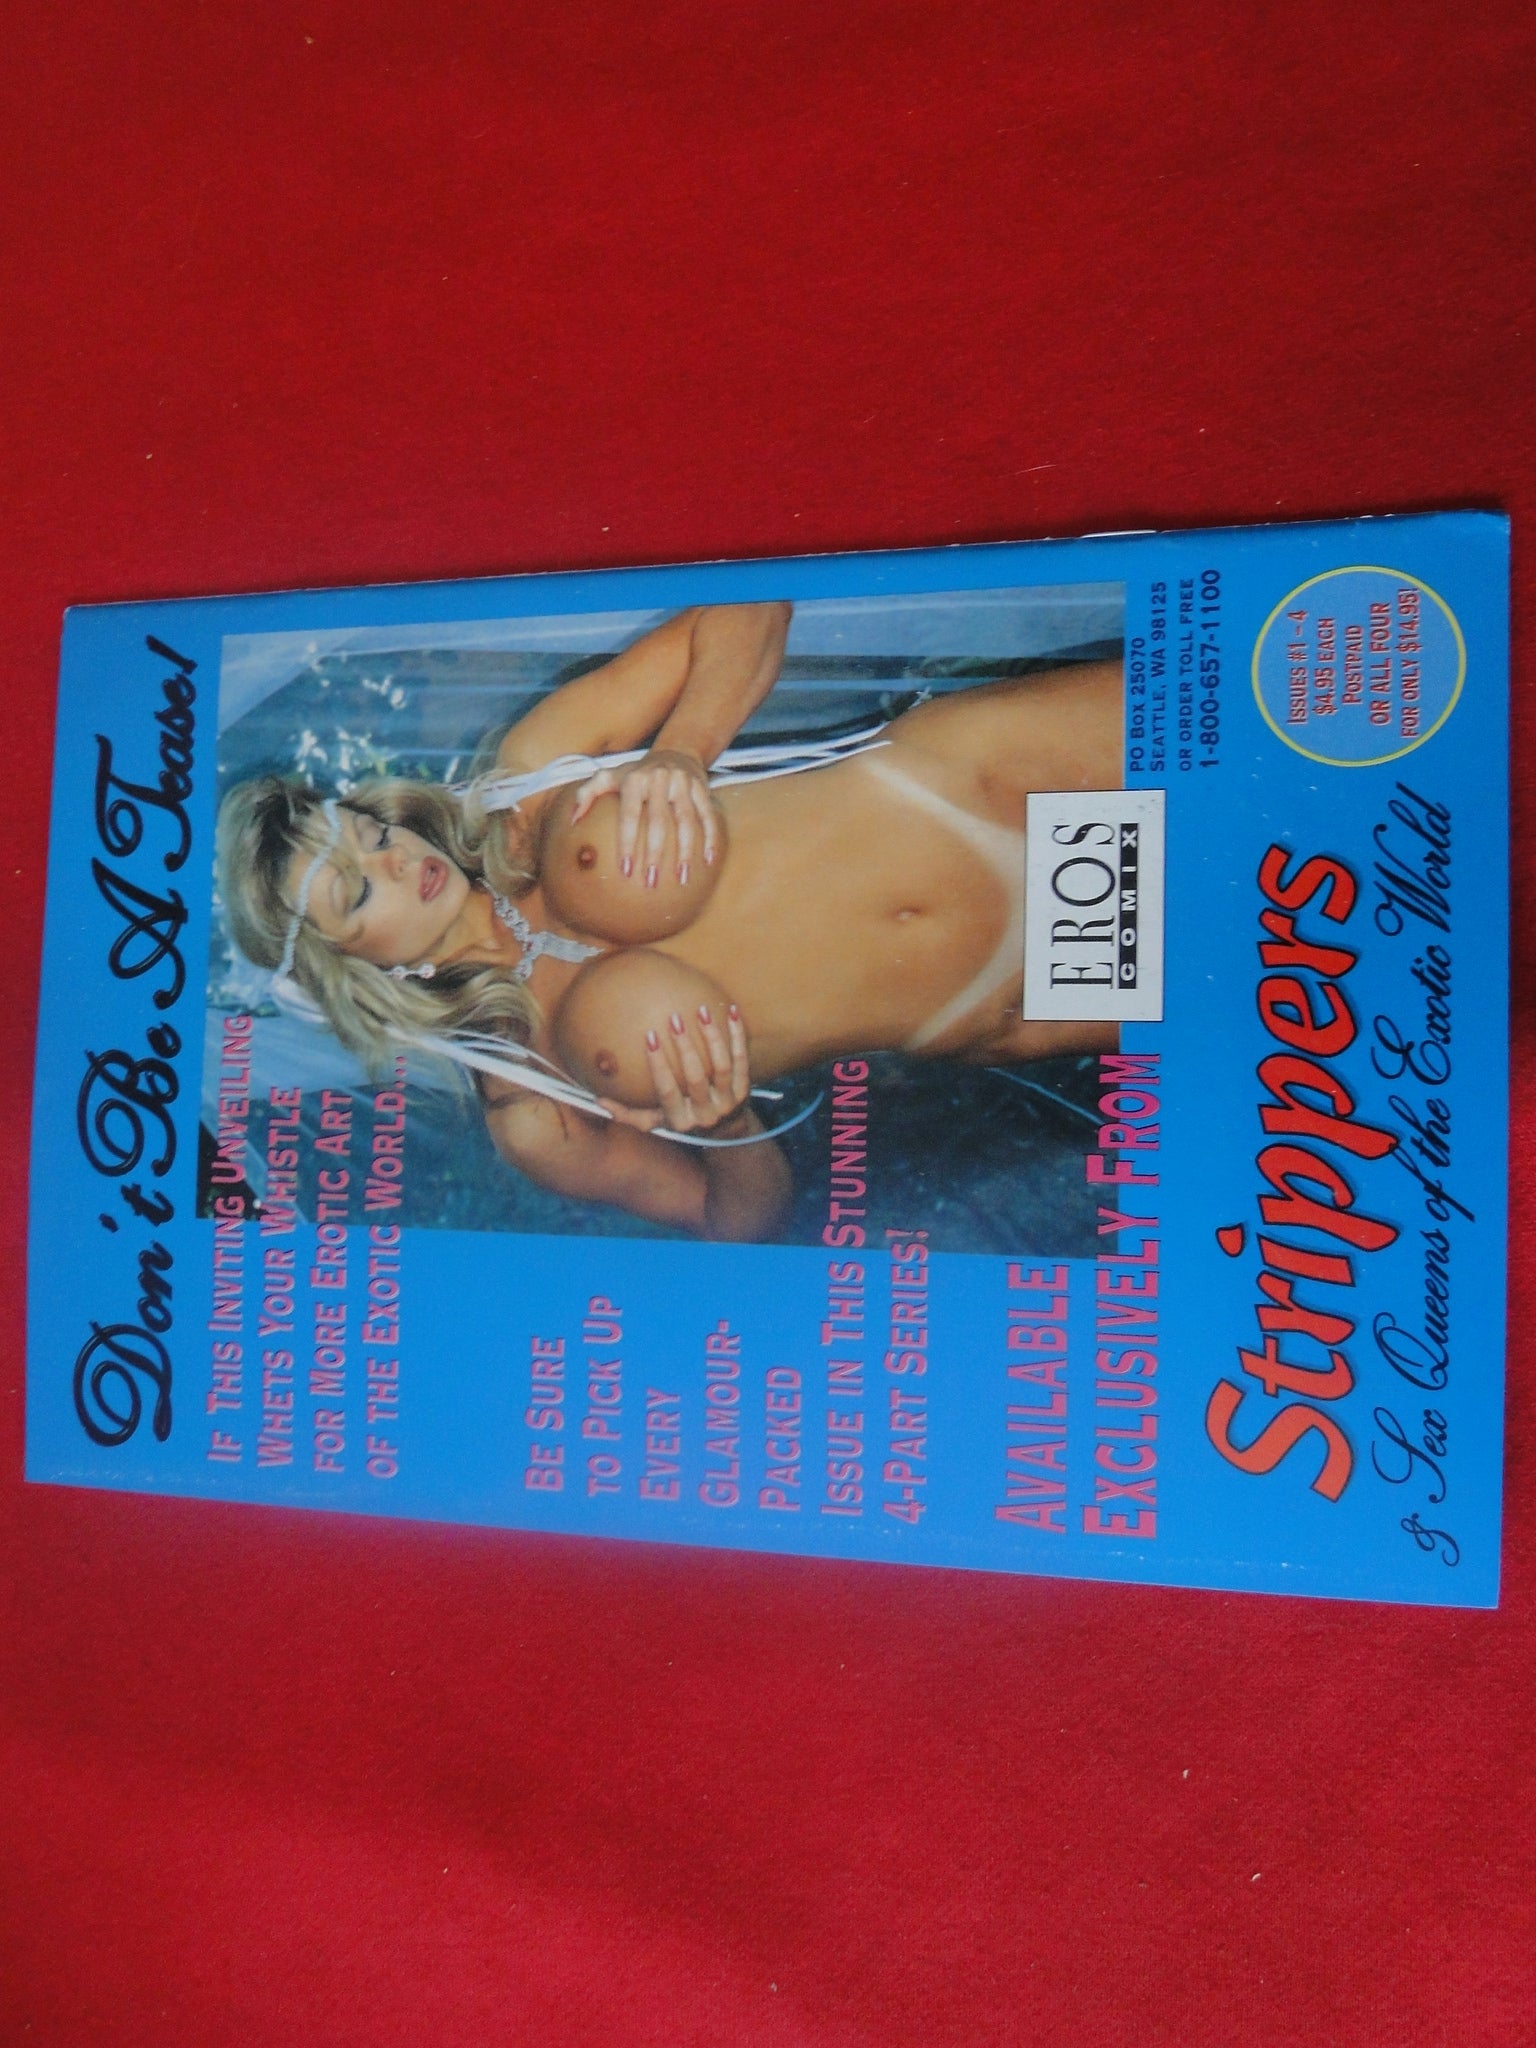 Don't Be A Tease!
IF THIS INVITING UNVEILING
WHETS YOUR WHISTLE
FOR MORE EROTIC ART
OF THE EXOTIC WORLD...
BE SURE
TO PICK UP
EVERY
GLAMOUR-
PACKED
ISSUE IN THIS STUNNING
4-PART SERIES!
AVAILABLE
EXCLUSIVELY FROM
EROS
COMIX
PO BOX 25070
SEATTLE, WA 98125
OR ORDER TOLL FREE
1-800-657-1100
Strippers
& Sex Queens of the Exotic World
ISSUES #1-4
$4.95 EACH
POSTPAID
OR ALL FOUR
FOR ONLY $14.95!